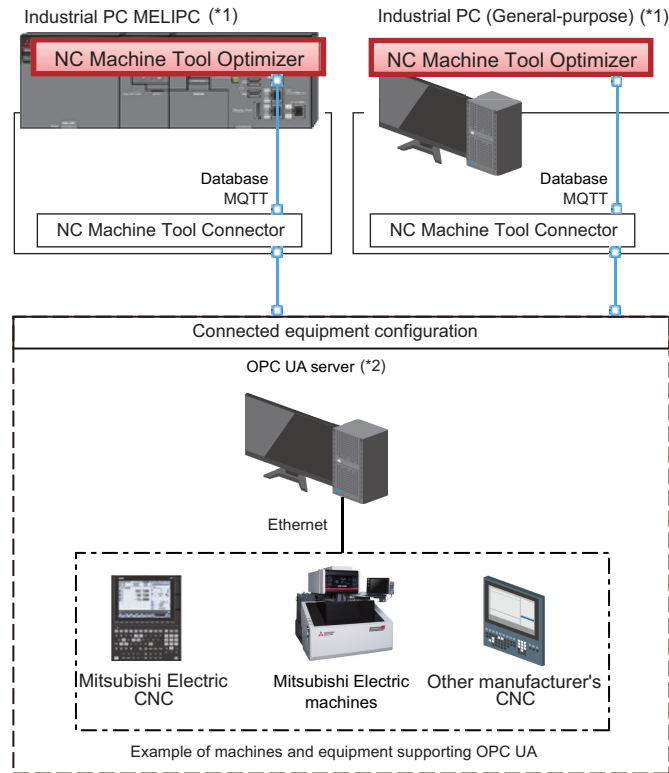 Industrial PC MELIPC (*1)
Industrial PC (General-purpose) (*1)
NC Machine Tool Optimizer
NC Machine Tool Optimizer
Database
MQTT
Database
MQTT
NC Machine Tool Connector
NC Machine Tool Connector
Connected equipment configuration
OPC UA server (*2)
Ethernet
Mitsubishi Electric
CNC
Mitsubishi Electric
machines
Other manufacturer's
CNC
Example of machines and equipment supporting OPC UA